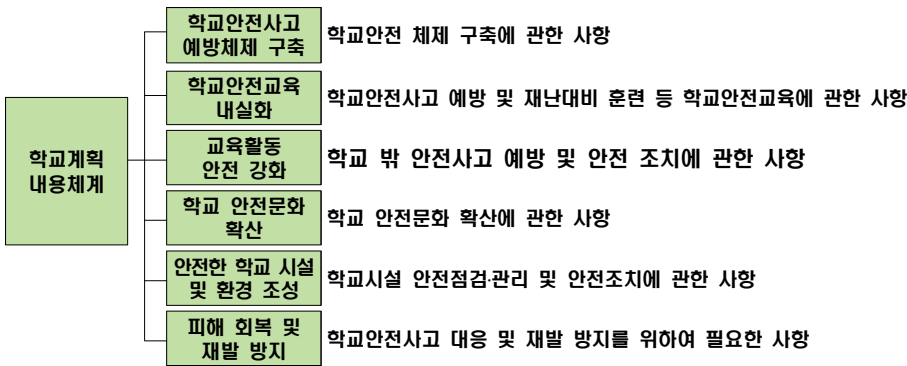 학교안전사고
예방체제 구축
학교안전 체제 구축에 관한 사항
학교안전교육
내실화
학교안전사고 예방 및 재난대비 훈련 등 학교안전교육에 관한 사항
학교계획
내용체계
교육활동
안전 강화
학교 밖 안전사고 예방 및 안전 조치에 관한 사항
학교 안전문화
확산
학교 안전문화 확산에 관한 사항
안전한 학교 시설
및 환경 조성
학교시설 안전점검·관리 및 안전조치에 관한 사항
피해 회복 및
재발 방지
학교안전사고 대응 및 재발 방지를 위하여 필요한 사항